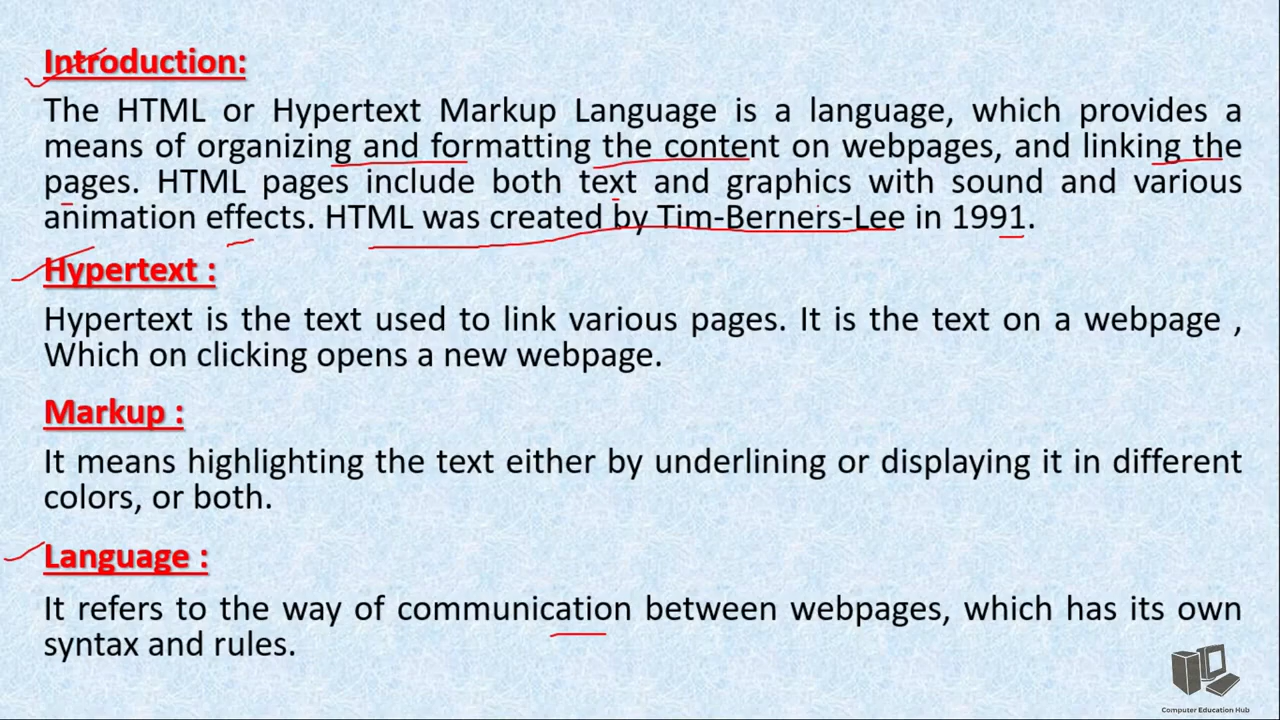 Introduction:
The HTML or Hypertext Markup Language is a language, which provides a
means of organizing and formatting the content on webpages, and linking the
pages. HTML pages include both text and graphics with sound and various
animation effects. HTML was created by Tim-Berners-Lee in 1991.
Hypertext :
Hypertext is the text used to link various pages. It is the text on a webpage ,
Which on clicking opens a new webpage.
Markup :
It means highlighting the text either by underlining or displaying it in different
colors, or both.
Language :
It refers to the way of communication between webpages, which has its own
syntax and rules.
Computer Education Hub